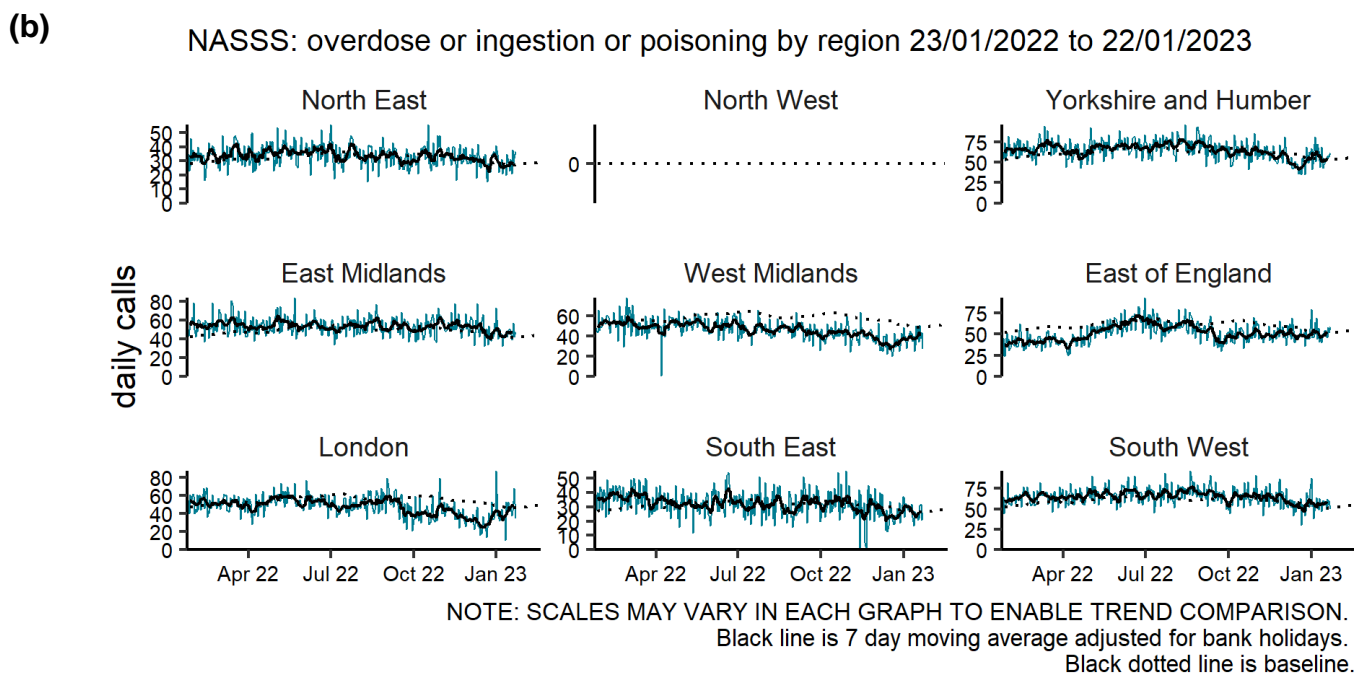 (b)
NASSS: overdose or ingestion or poisoning by region 23/01/2022 to 22/01/2023
North East
North West
Yorkshire and Humber
50
40
30
20
10
0
0
75
50
25
0
East Midlands
West Midlands
East of England
daily calls
80
60
40
20
0
60
40
20
0
75
50
25
0
London
South East
South West
80
60
40
20
0
50
40
30
20
10
0
75
50
25
0
Apr 22 Jul 22 Oct 22 Jan 23
Apr 22 Jul 22 Oct 22 Jan 23
Apr 22 Jul 22 Oct 22 Jan 23
NOTE: SCALES MAY VARY IN EACH GRAPH TO ENABLE TREND COMPARISON.
Black line is 7 day moving average adjusted for bank holidays.
Black dotted line is baseline.